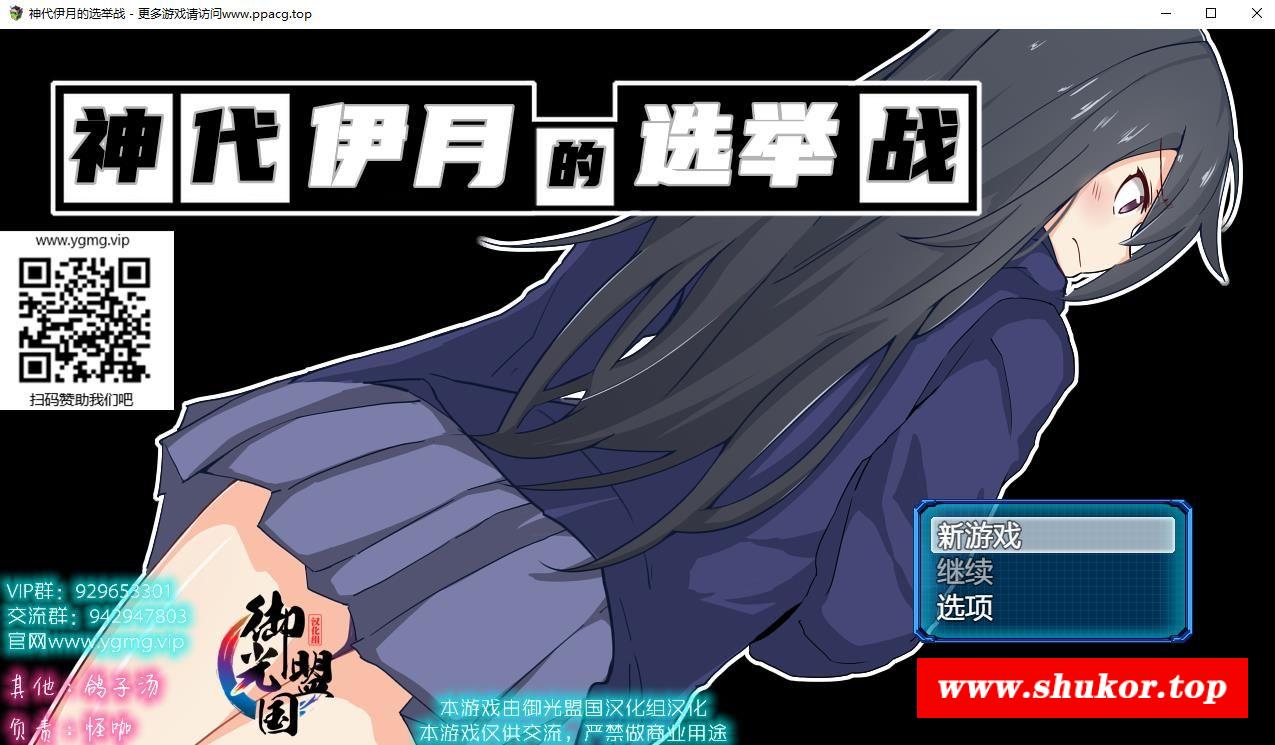 神代伊月的选举战 - 更多游戏请访问www.ppacg.top
神代伊月的选举战
www.ygmg.vip
扫码赞助我们吧
新游戏
继续
选项
VIP群：929653301
交流群：942947803
官网www.ygmg.vip
其他：鸽子汤
负责：怪咖
御光盟国
汉化组
本游戏由御光盟国汉化组汉化
本游戏仅供交流，严禁做商业用途
www.shukor.top